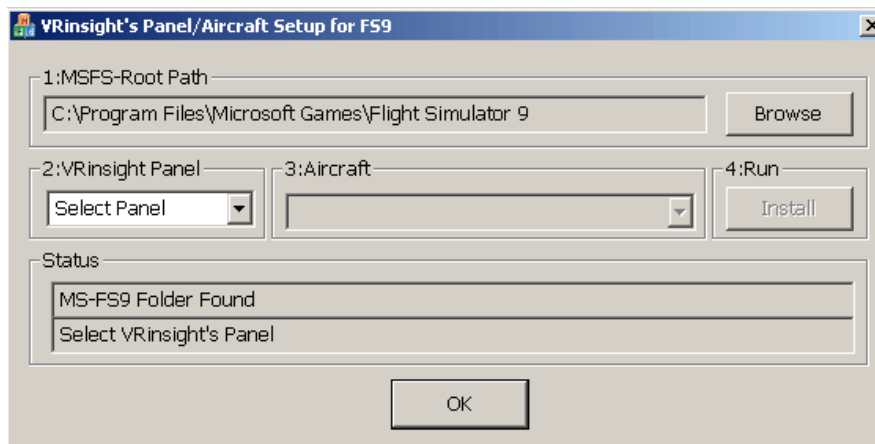 VRinsight's Panel/Aircraft Setup for FS9
1:MSFS-Root Path
C:\Program Files\Microsoft Games\Flight Simulator 9
Browse
2:VRinsight Panel
3:Aircraft
4:Run
Select Panel
Install
Status
MS-FS9 Folder Found
Select VRinsight's Panel
OK